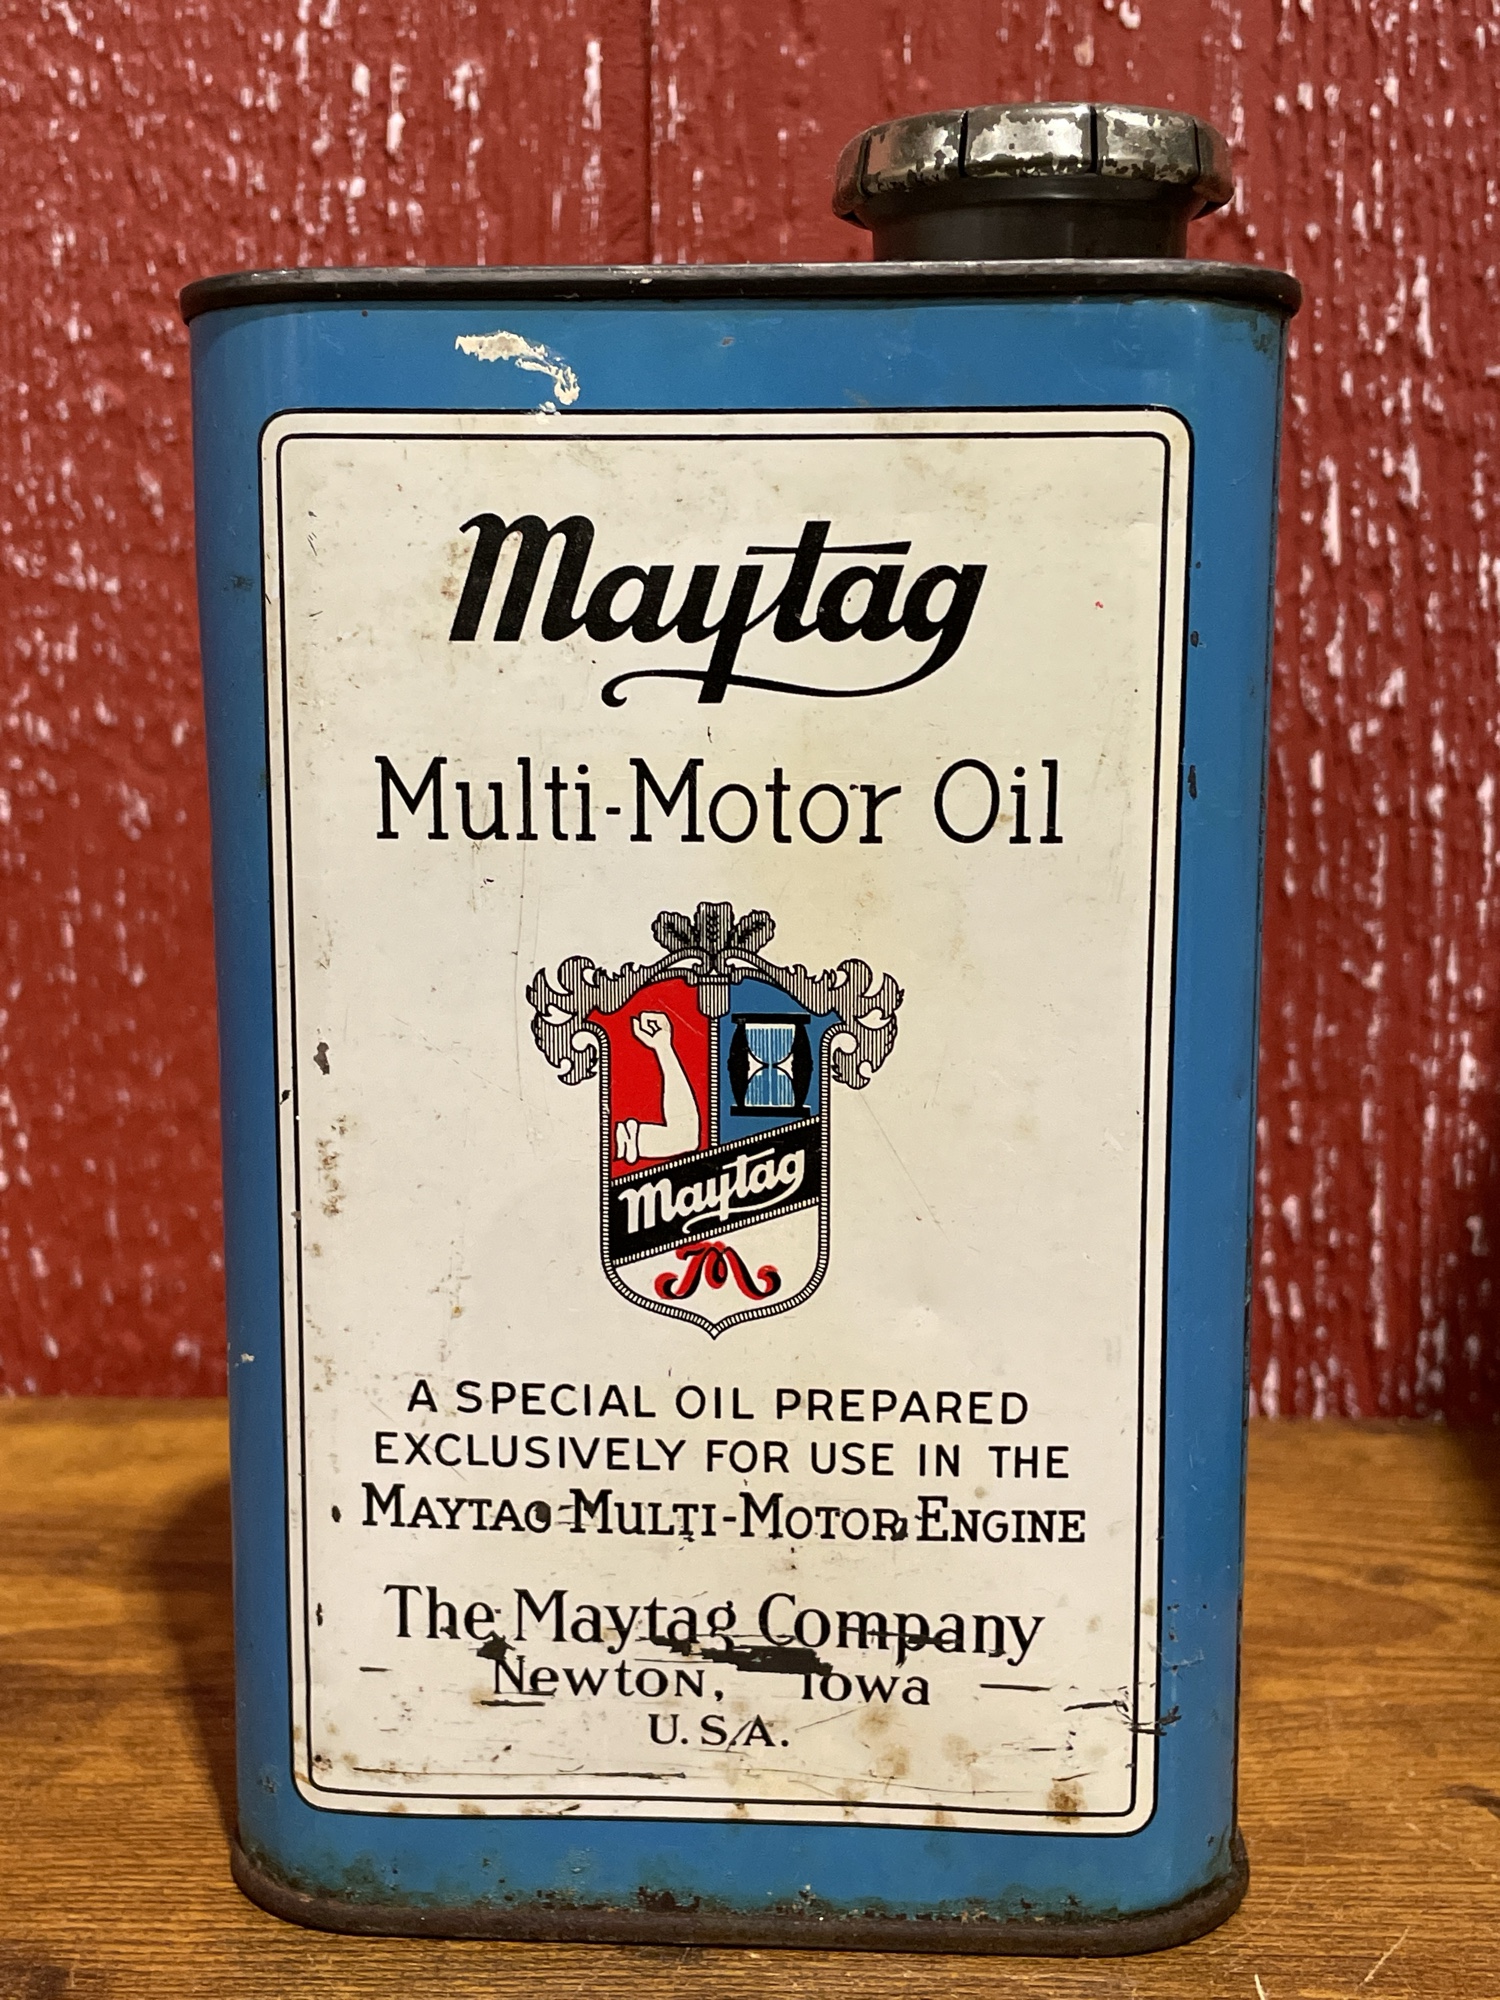 Maytag
Multi-Motor Oil
Maytag
M
A SPECIAL OIL PREPARED
EXCLUSIVELY FOR USE IN THE
MAYTAG MULTI-MOTOR ENGINE
The Maytag Company
NEWTON, IOWA
U.S.A.